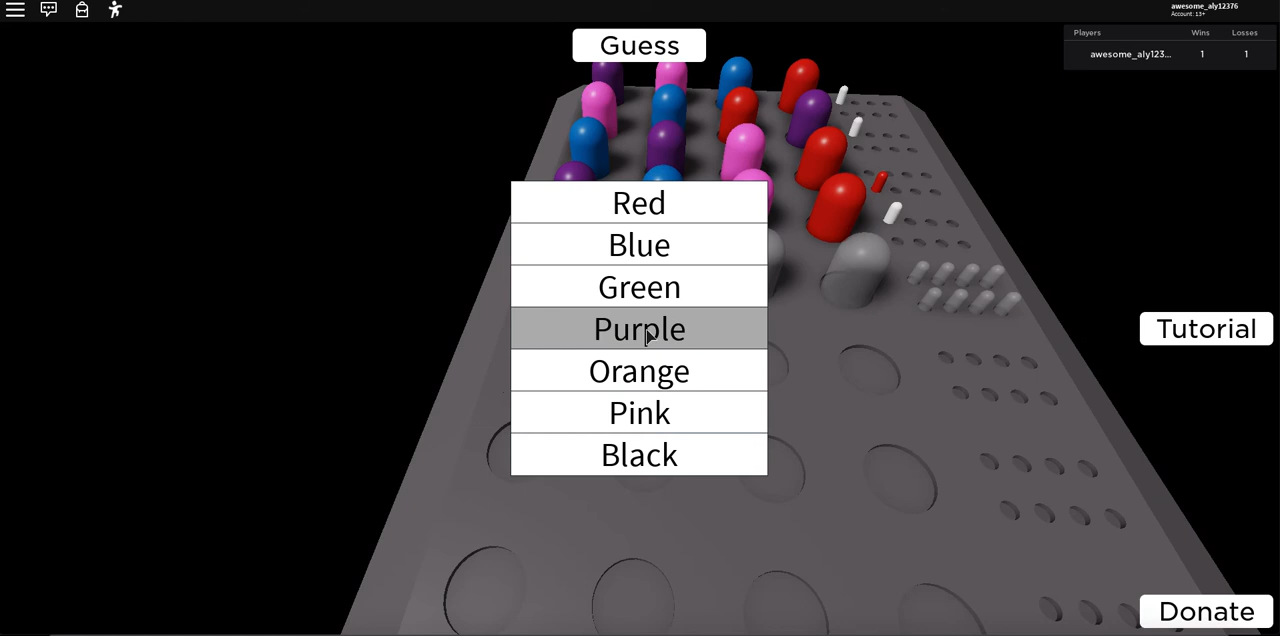 awesome_aly12376
Account: 13+
Players Wins Losses
awesome_aly123... 1 1
Guess
Red
Blue
Green
Purple
Orange
Pink
Black
Tutorial
Donate